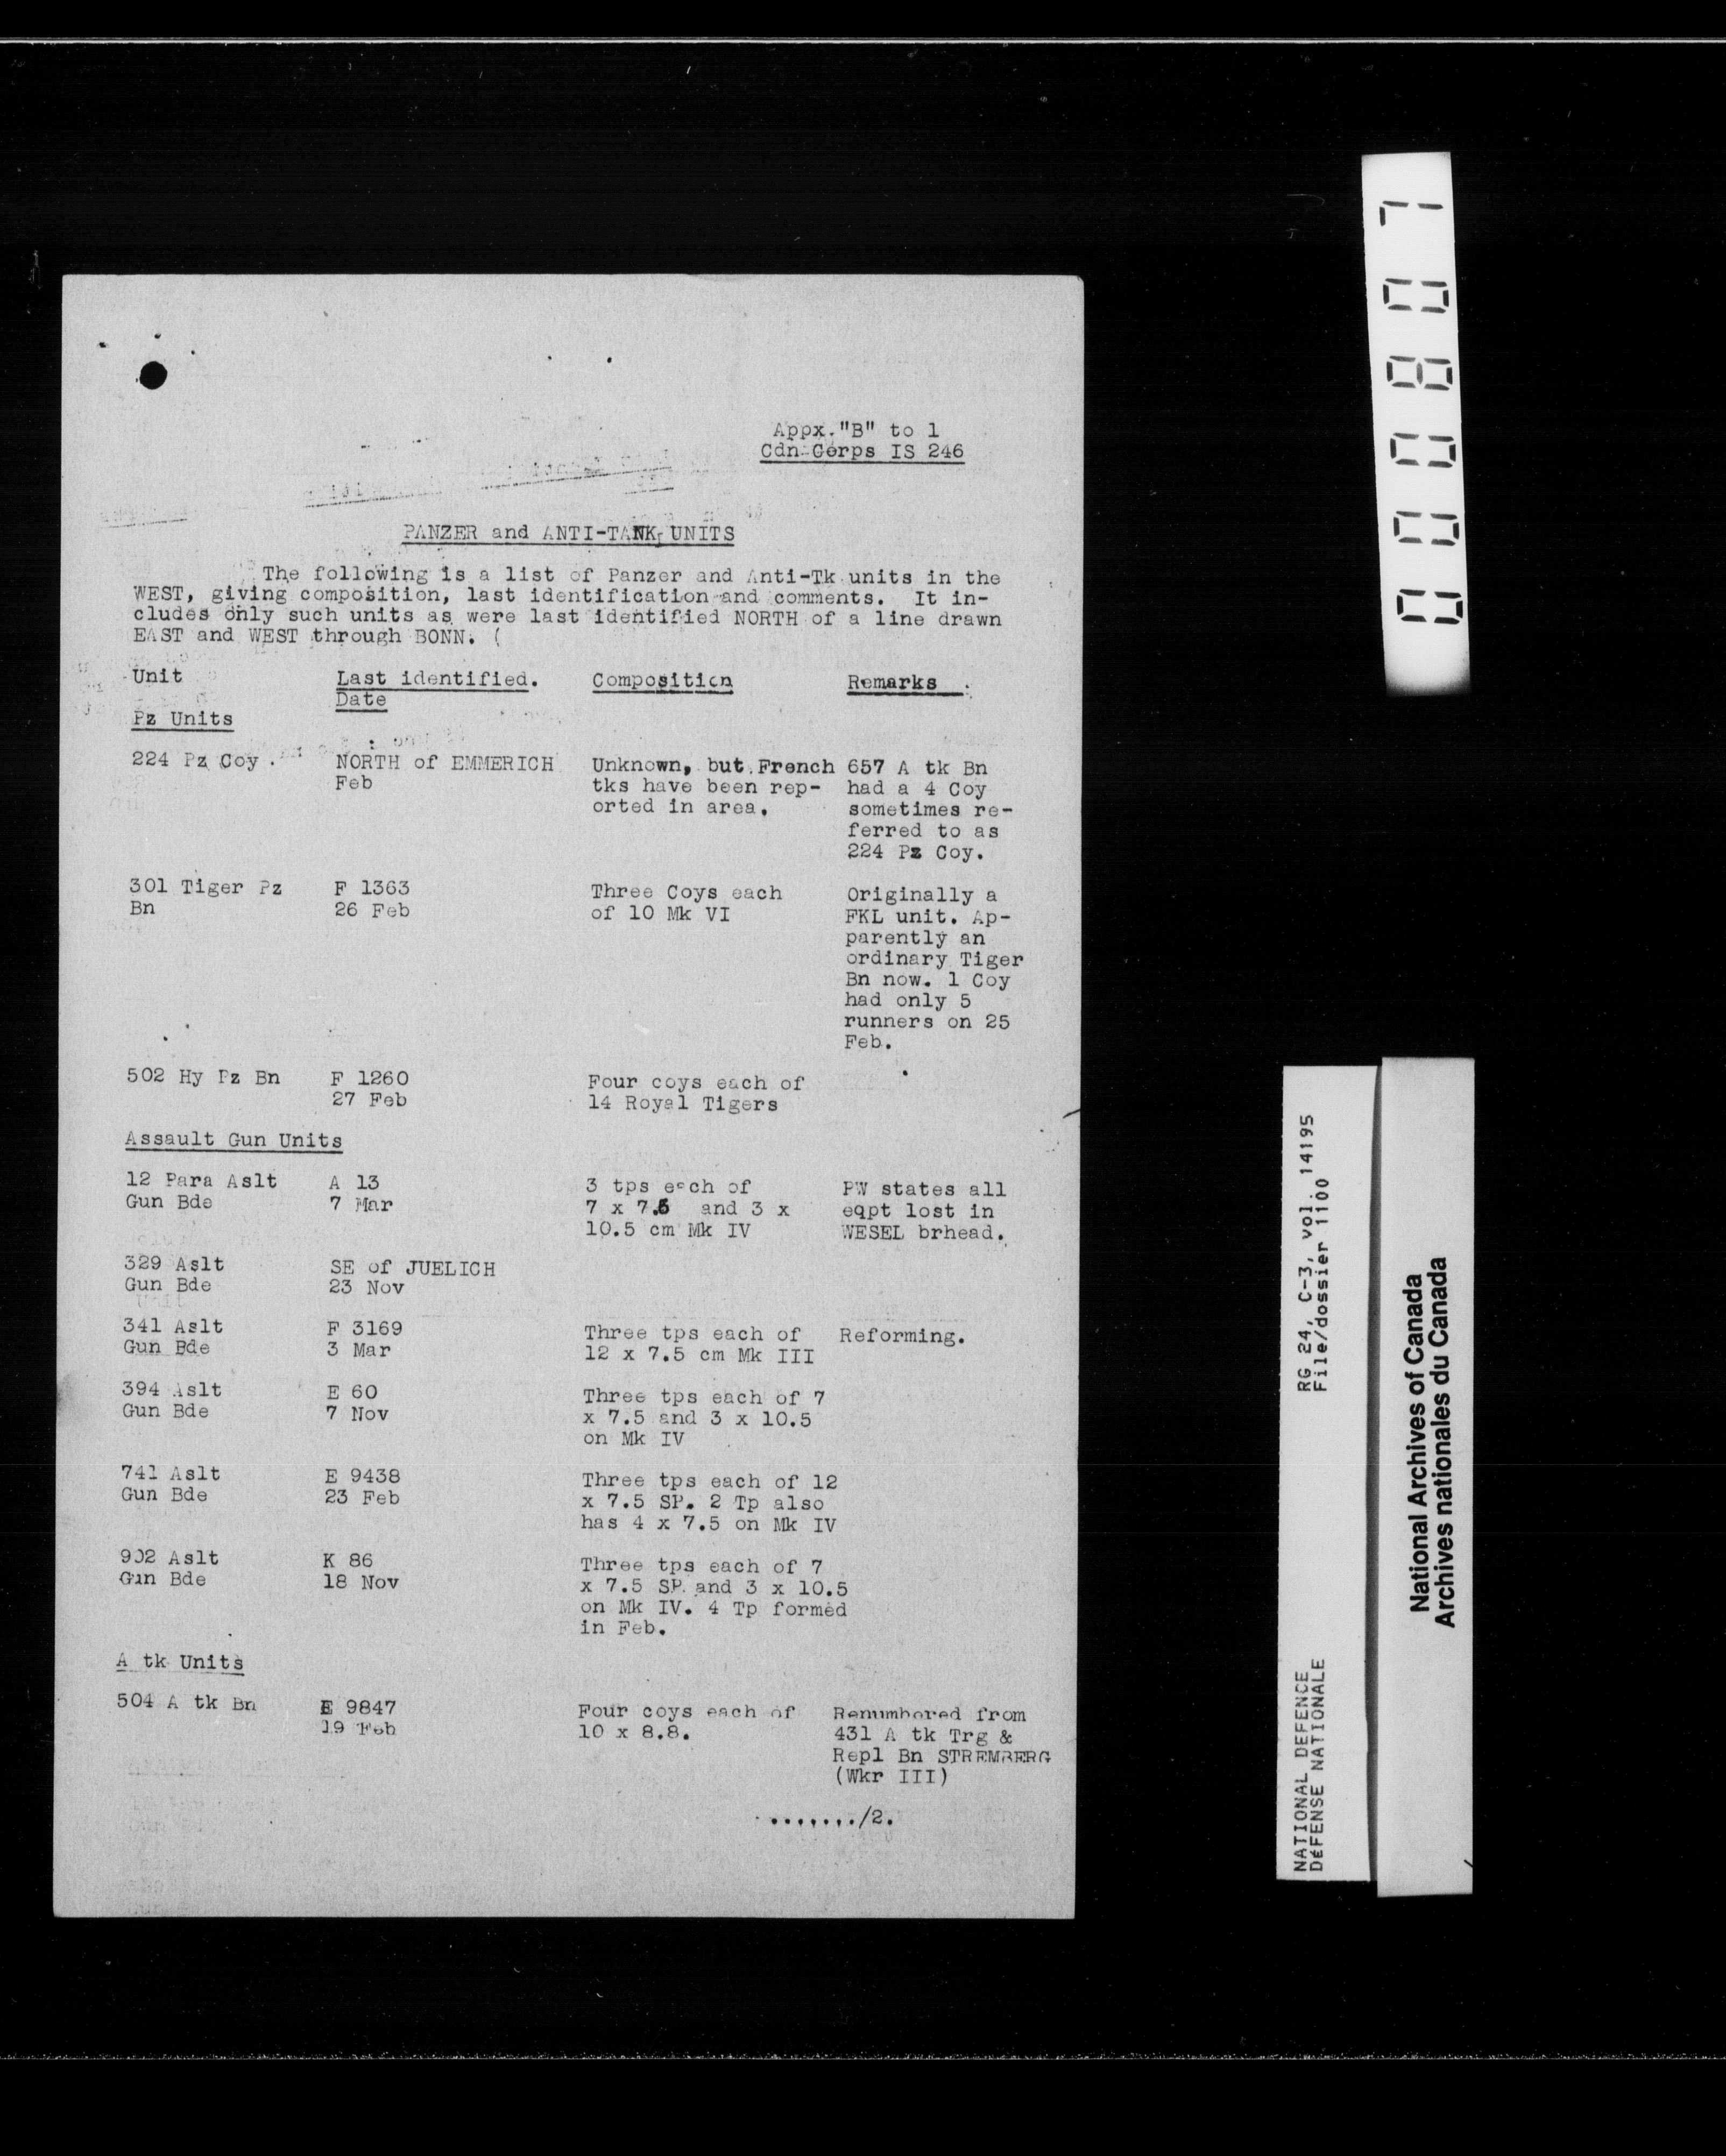 Appx. "B" to 1
Cdn Corps IS 246
PANZER and ANTI-TANK UNITS
The following is a list of Panzer and Anti-Tk units in the
WEST, giving composition, last identification and comments. It in-
cludes only such units as were last identified NORTH of a line drawn
EAST and WEST through BONN. (
Unit Last identified. Composition Remarks
Date
Pz Units
224 Pz Coy. NORTH of EMMERICH Unknown, but French 657 A tk Bn
Feb tks have been rep- had a 4 Coy
orted in area. sometimes re-
ferred to as
224 Pz Coy.
301 Tiger Pz F 1363 Three Coys each Originally a
Bn 26 Feb of 10 Mk VI FKL unit. Ap-
parently an
ordinary Tiger
Bn now. 1 Coy
had only 5
runners on 25
Feb.
502 Hy Pz Bn F 1260 Four coys each of
27 Feb 14 Royal Tigers
Assault Gun Units
12 Para Aslt A 13 3 tps each of PW states all
Gun Bde 7 Mar 7 x 7.5 and 3 x eqpt lost in
10.5 cm Mk IV WESEL brhead.
329 Aslt SE of JUELICH
Gun Bde 23 Nov
341 Aslt F 3169 Three tps each of Reforming.
Gun Bde 3 Mar 12 x 7.5 cm Mk III
394 Aslt E 60 Three tps each of 7
Gun Bde 7 Nov x 7.5 and 3 x 10.5
on Mk IV
741 Aslt E 9438 Three tps each of 12
Gun Bde 23 Feb x 7.5 SP. 2 Tp also
has 4 x 7.5 on Mk IV
902 Aslt K 86 Three tps each of 7
Gun Bde 18 Nov x 7.5 SP and 3 x 10.5
on Mk IV. 4 Tp formed
in Feb.
A tk Units
504 A tk Bn E 9847 Four coys each of Renumbered from
19 Feb 10 x 8.8. 431 A tk Trg &
Repl Bn STREMBERG
(Wkr III)
......../2.
000807
NATIONAL DEFENCE RG 24, C-3, vol. 14195
DÉFENSE NATIONALE File/dossier 1100
National Archives of Canada
Archives nationales du Canada